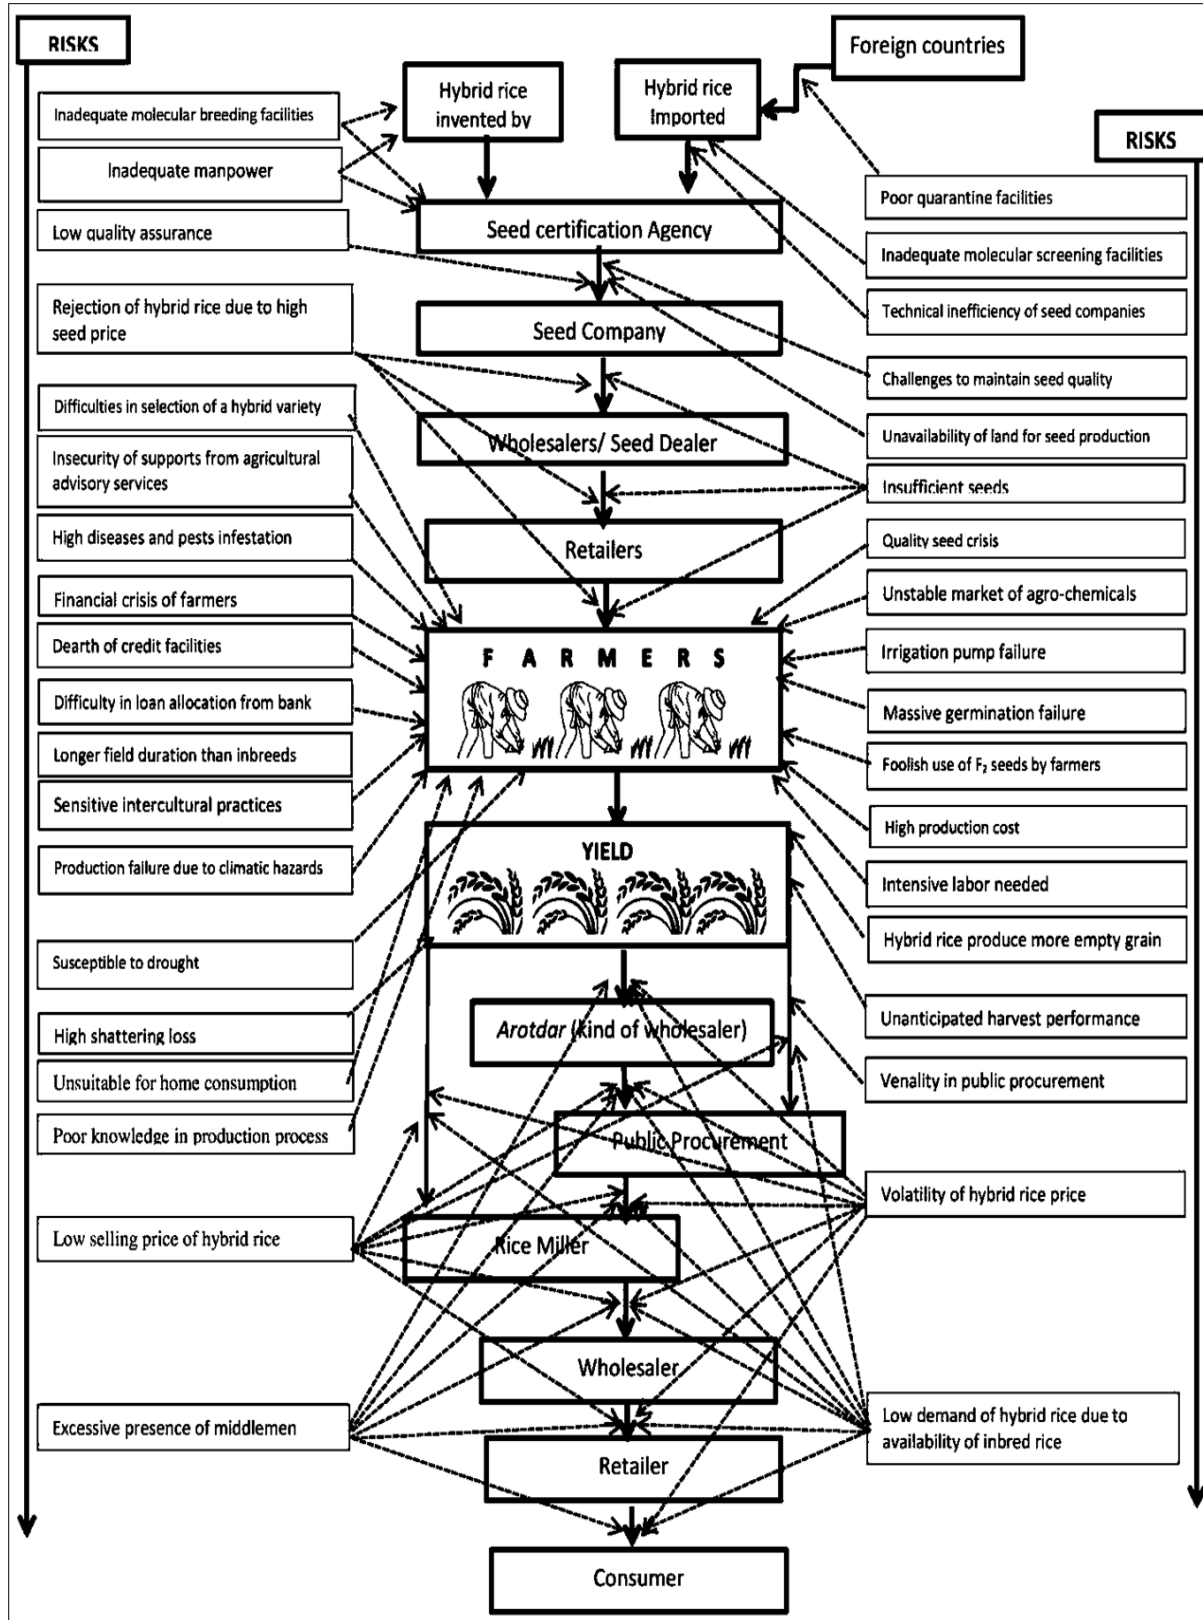 RISKS
Foreign countries
Hybrid rice
invented by
Hybrid rice
Imported
RISKS
Inadequate molecular breeding facilities
Inadequate manpower
Low quality assurance
Rejection of hybrid rice due to high
seed price
Difficulties in selection of a hybrid variety
Insecurity of supports from agricultural
advisory services
High diseases and pests infestation
Financial crisis of farmers
Dearth of credit facilities
Difficulty in loan allocation from bank
Longer field duration than inbreeds
Sensitive intercultural practices
Production failure due to climatic hazards
Susceptible to drought
High shattering loss
Unsuitable for home consumption
Poor knowledge in production process
Low selling price of hybrid rice
Excessive presence of middlemen
Seed certification Agency
Seed Company
Wholesalers/ Seed Dealer
Retailers
FARMERS
YIELD
Arotdar (kind of wholesaler)
Public Procurement
Rice Miller
Wholesaler
Retailer
Consumer
Poor quarantine facilities
Inadequate molecular screening facilities
Technical inefficiency of seed companies
Challenges to maintain seed quality
Unavailability of land for seed production
Insufficient seeds
Quality seed crisis
Unstable market of agro-chemicals
Irrigation pump failure
Massive germination failure
Foolish use of F₂ seeds by farmers
High production cost
Intensive labor needed
Hybrid rice produce more empty grain
Unanticipated harvest performance
Venality in public procurement
Volatility of hybrid rice price
Low demand of hybrid rice due to
availability of inbred rice